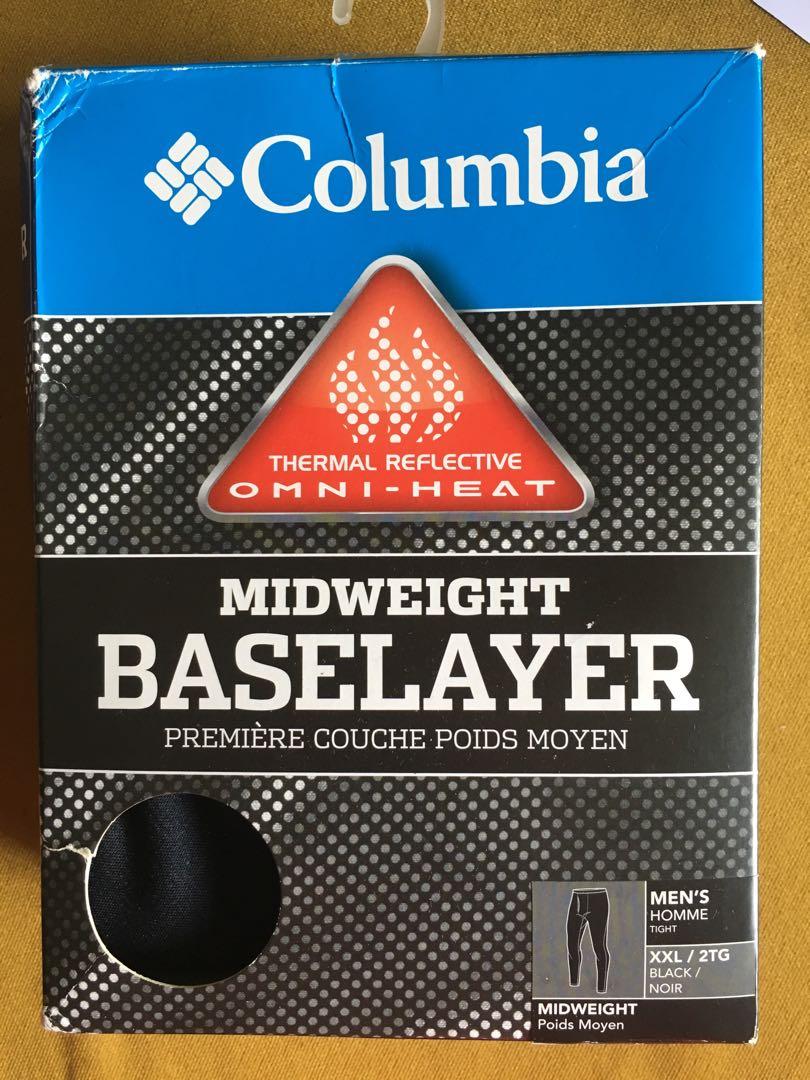 Columbia
THERMAL REFLECTIVE
OMNI-HEAT
MIDWEIGHT
BASELAYER
PREMIÈRE COUCHE POIDS MOYEN
MEN'S
HOMME
TIGHT
XXL / 2TG
BLACK /
NOIR
MIDWEIGHT
Poids Moyen